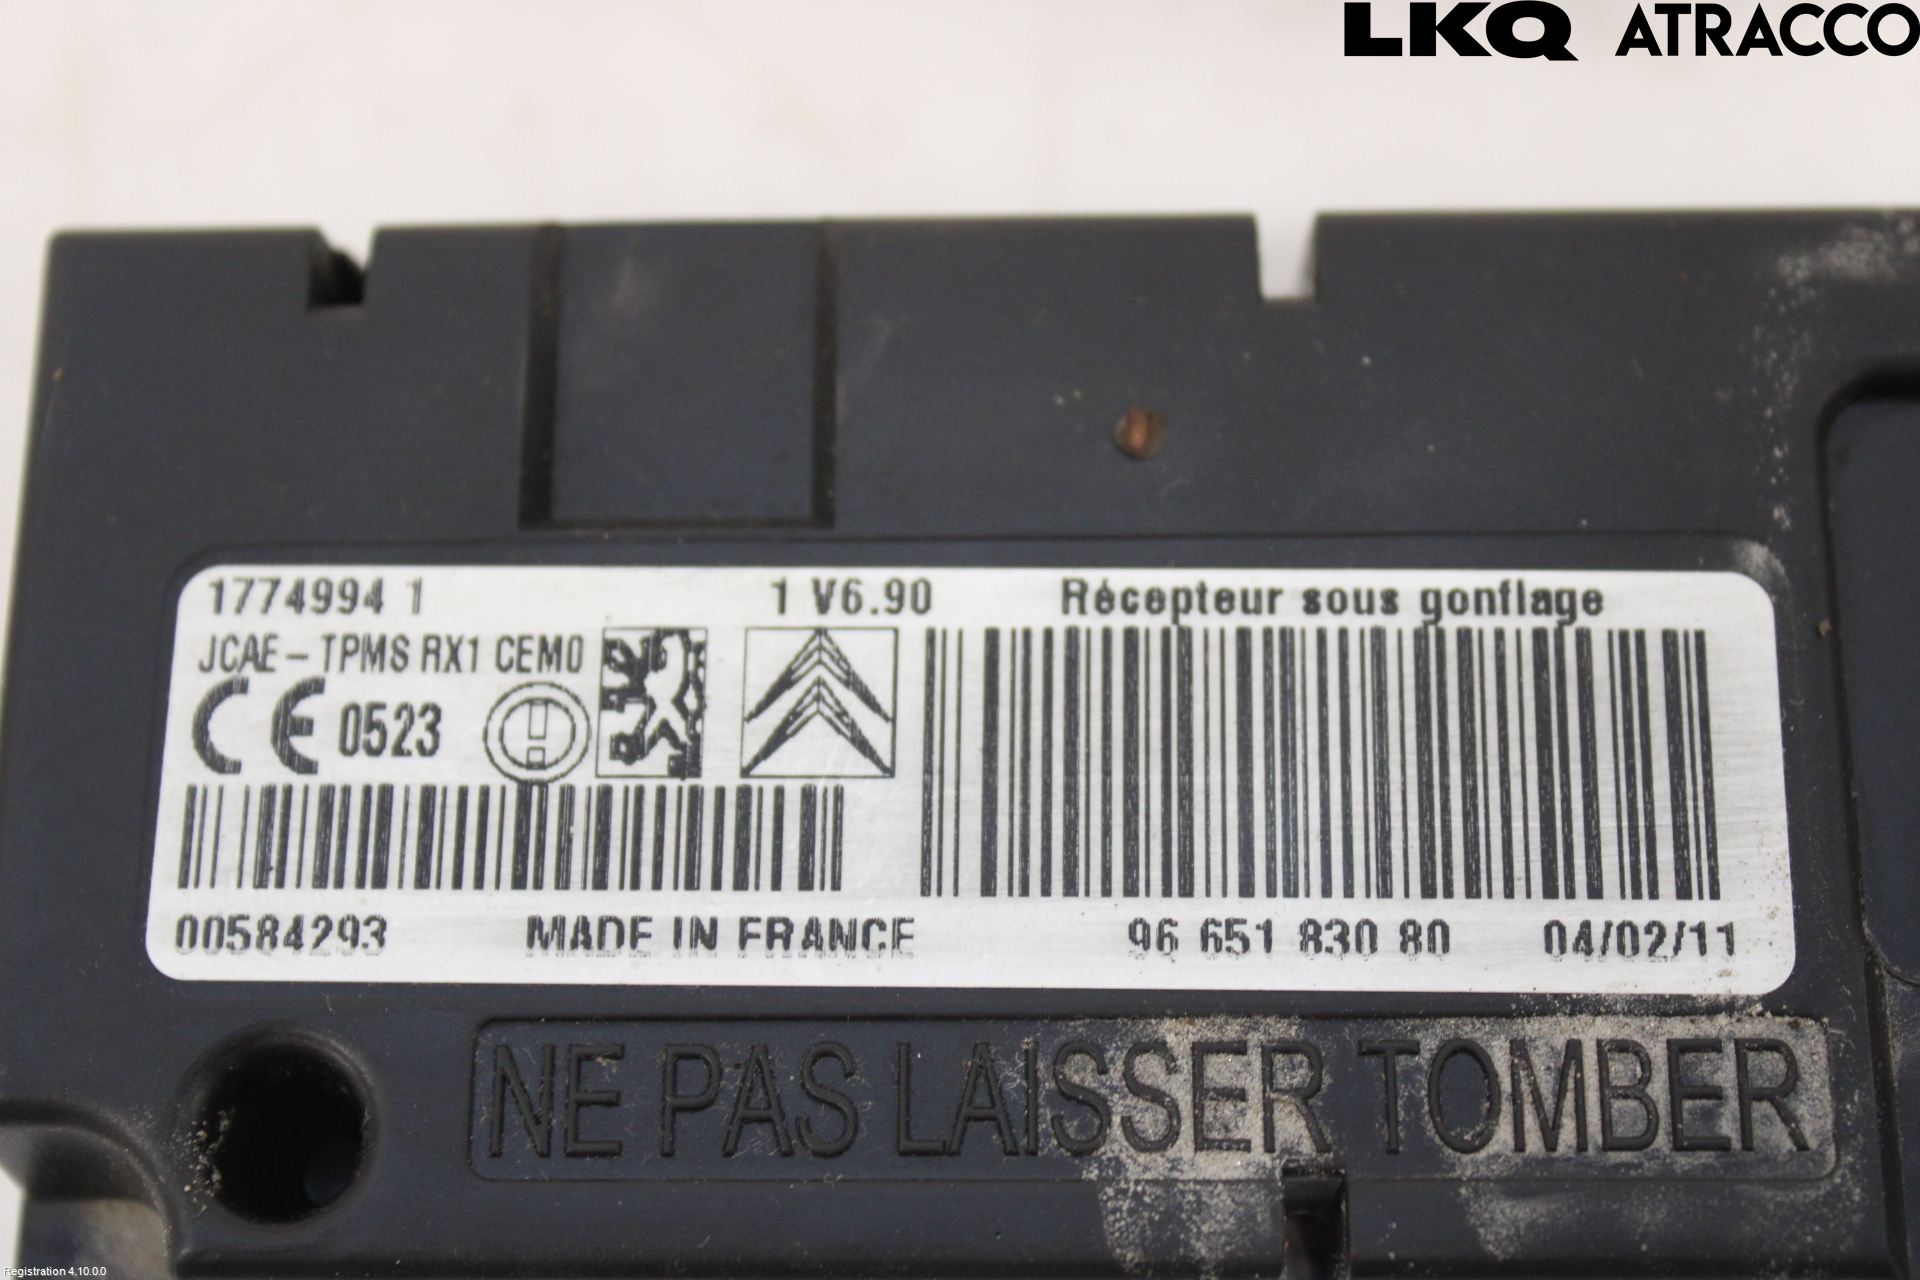 LKQ ATRACCO
1774994 1 1 V6.90 Récepteur sous gonflage
JCAE - TPMS RX1 CEM0
CE 0523
00584293 MADE IN FRANCE 96 651 830 80 04/02/11
NE PAS LAISSER TOMBER
Registration 4.10.0.0